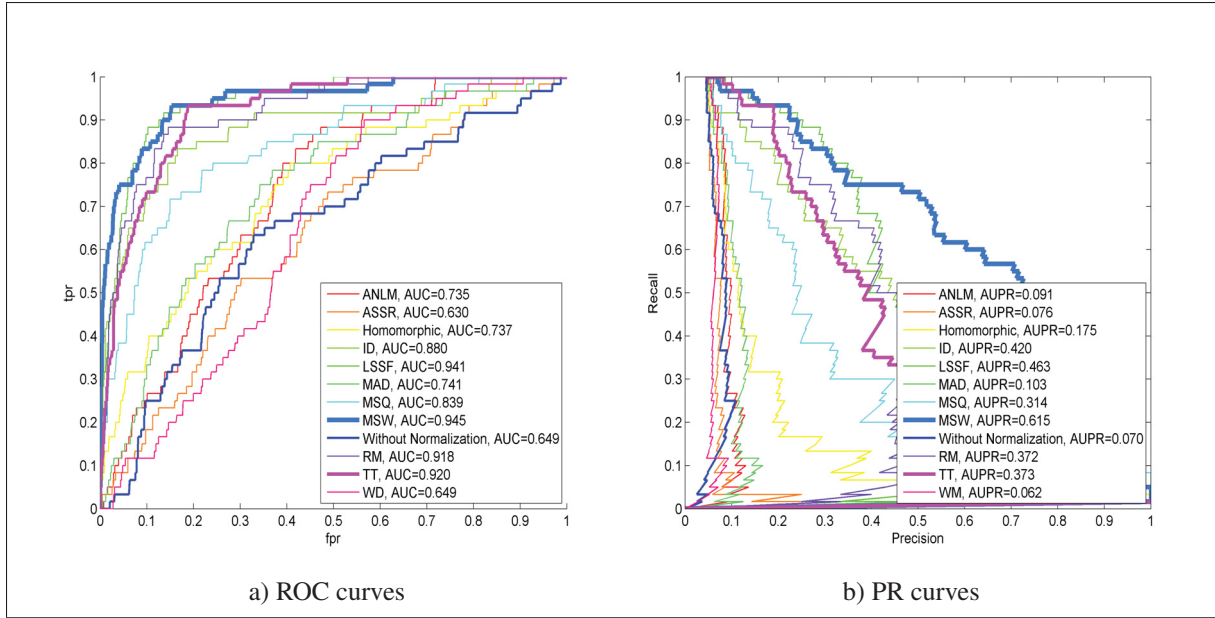 1
0.9
0.8
0.7
0.6
0.5
0.4
0.3
0.2
0.1
0
tpr
0 0.1 0.2 0.3 0.4 0.5 0.6 0.7 0.8 0.9 1
fpr
ANLM, AUC=0.735
ASSR, AUC=0.630
Homomorphic, AUC=0.737
ID, AUC=0.880
LSSF, AUC=0.941
MAD, AUC=0.741
MSQ, AUC=0.839
MSW, AUC=0.945
Without Normalization, AUC=0.649
RM, AUC=0.918
TT, AUC=0.920
WD, AUC=0.649
a) ROC curves
1
0.9
0.8
0.7
0.6
0.5
0.4
0.3
0.2
0.1
0
Recall
0 0.1 0.2 0.3 0.4 0.5 0.6 0.7 0.8 0.9 1
Precision
ANLM, AUPR=0.091
ASSR, AUPR=0.076
Homomorphic, AUPR=0.175
ID, AUPR=0.420
LSSF, AUPR=0.463
MAD, AUPR=0.103
MSQ, AUPR=0.314
MSW, AUPR=0.615
Without Normalization, AUPR=0.070
RM, AUPR=0.372
TT, AUPR=0.373
WM, AUPR=0.062
b) PR curves